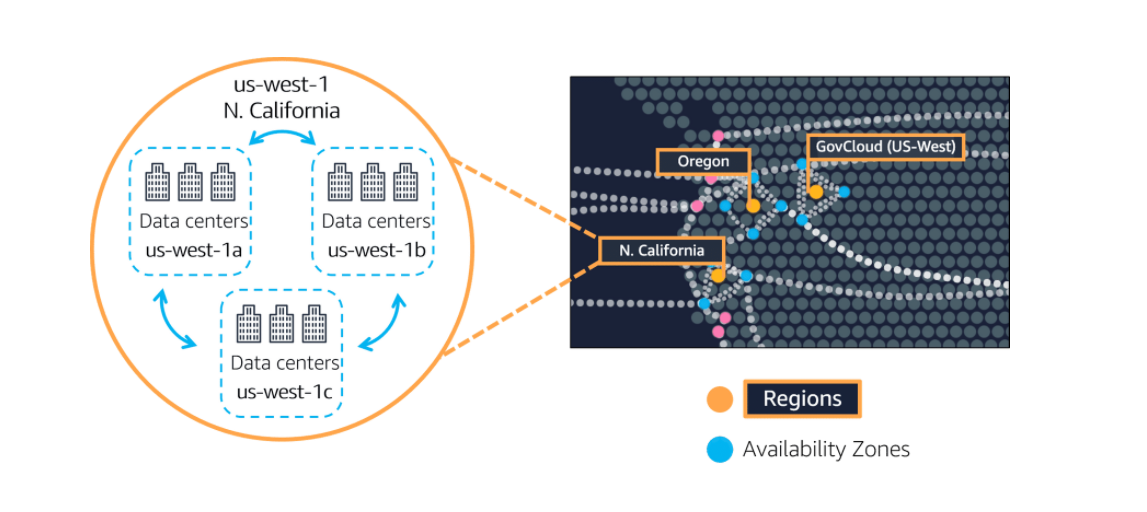 us-west-1
N. California
Data centers
us-west-1a
Data centers
us-west-1b
Data centers
us-west-1c
Oregon
GovCloud (US-West)
N. California
Regions
Availability Zones